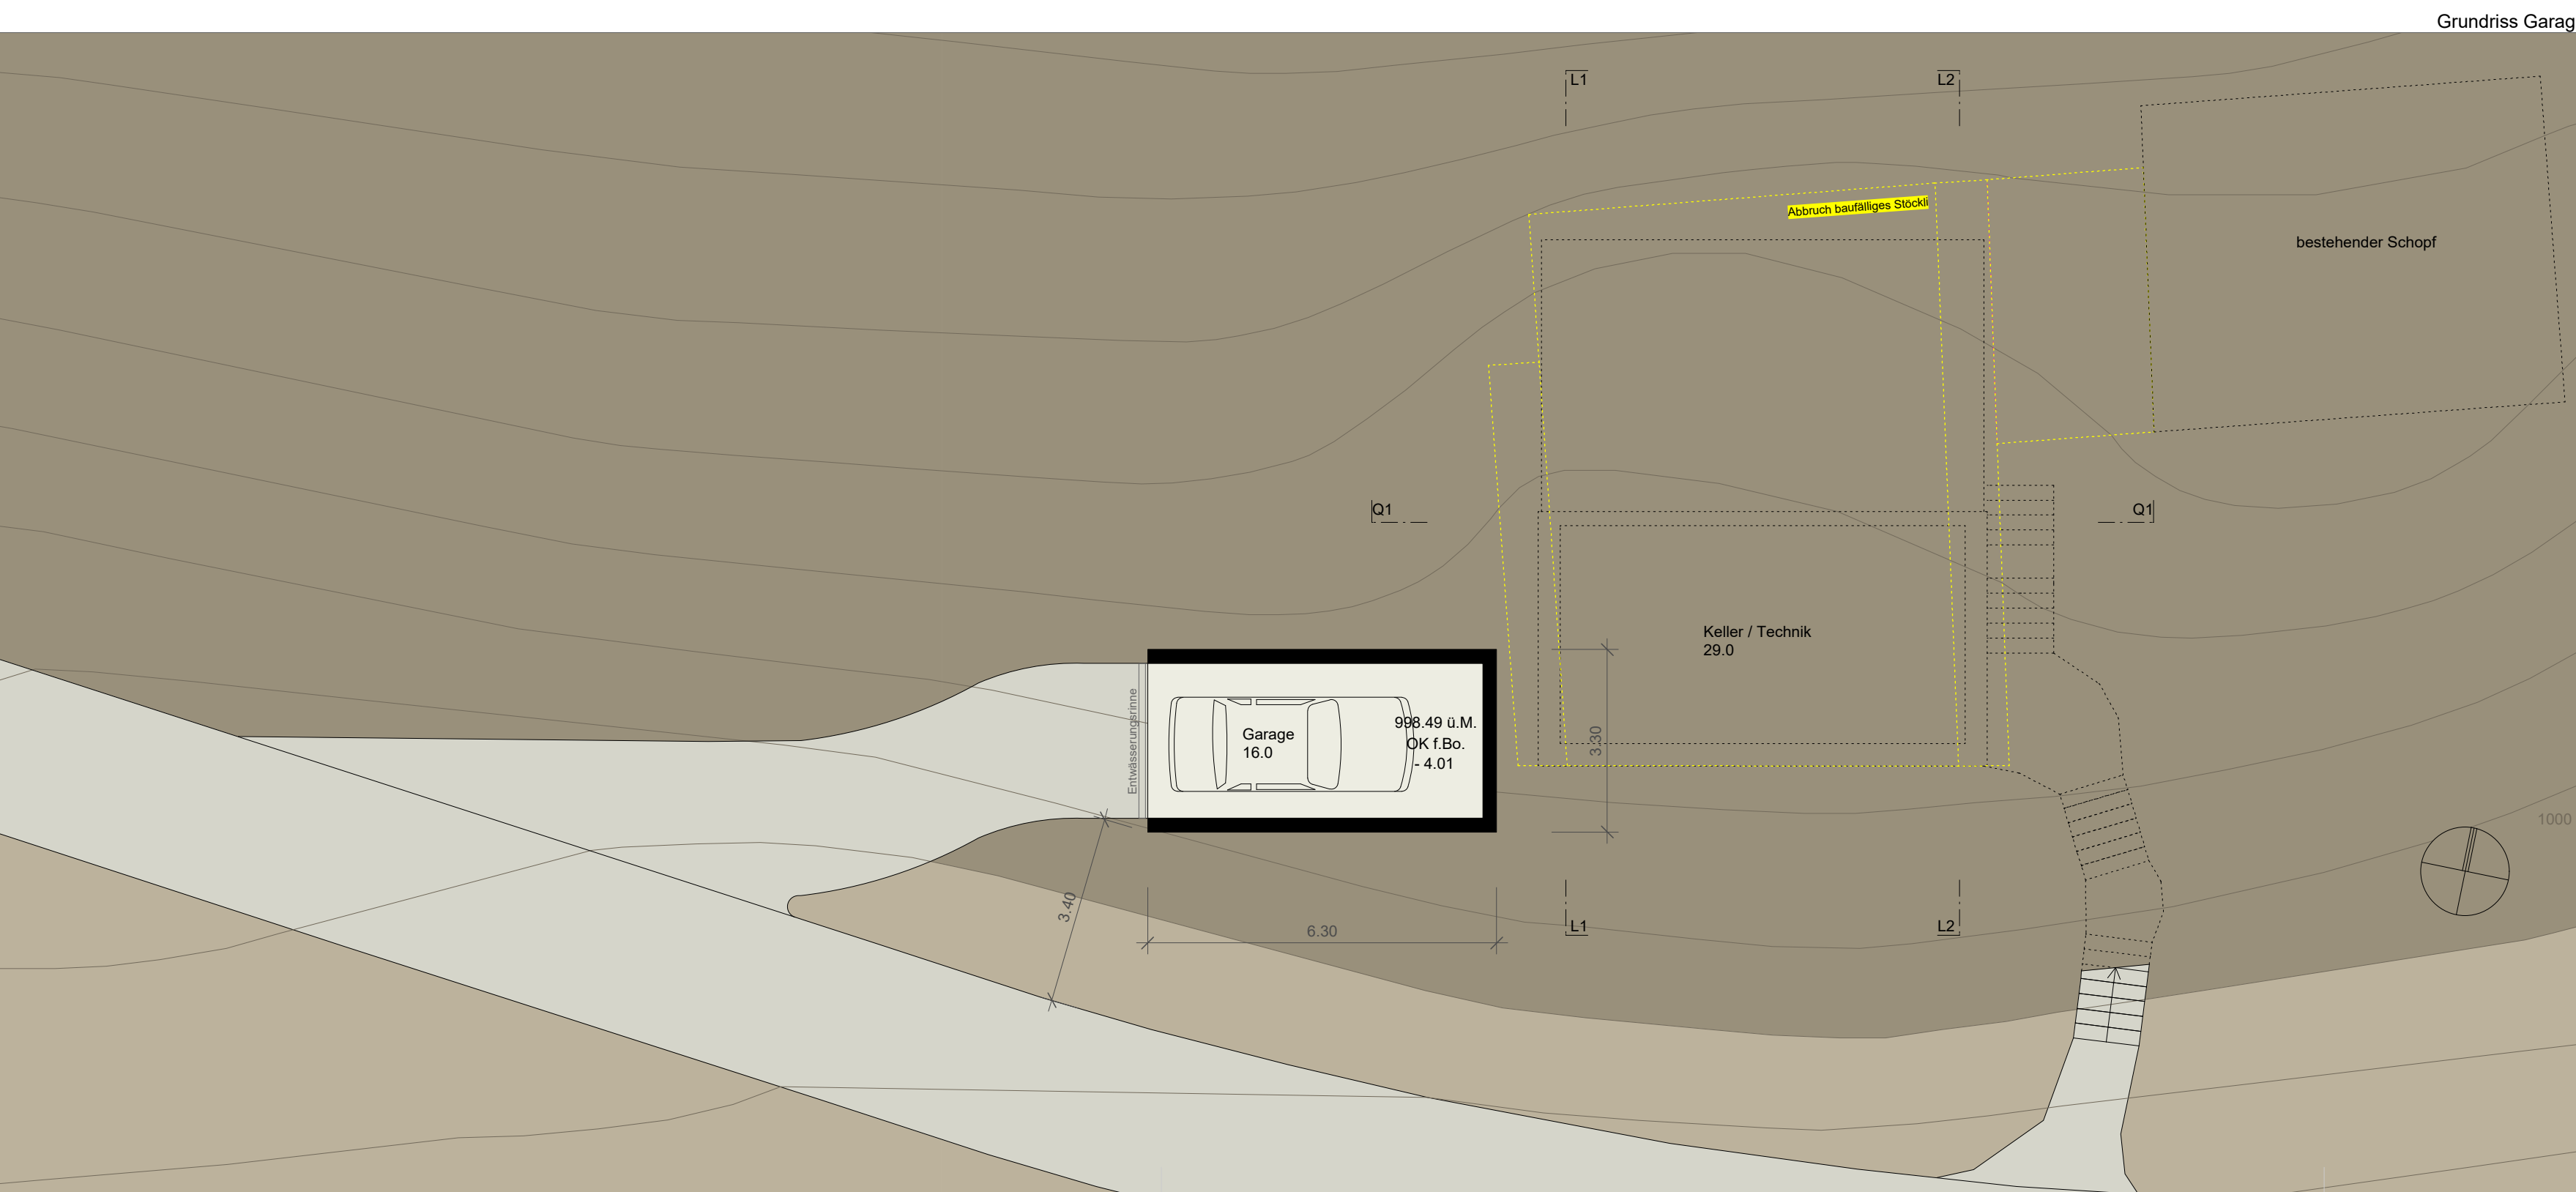 Grundriss Garag
L1
L2
Abbruch baufälliges Stöckli
bestehender Schopf
Q1
Q1
Keller / Technik
29.0
Entwässerungsrinne
Garage
16.0
998.49 ü.M.
OK f.Bo.
- 4.01
3.30
1000
3.40
6.30
L1
L2